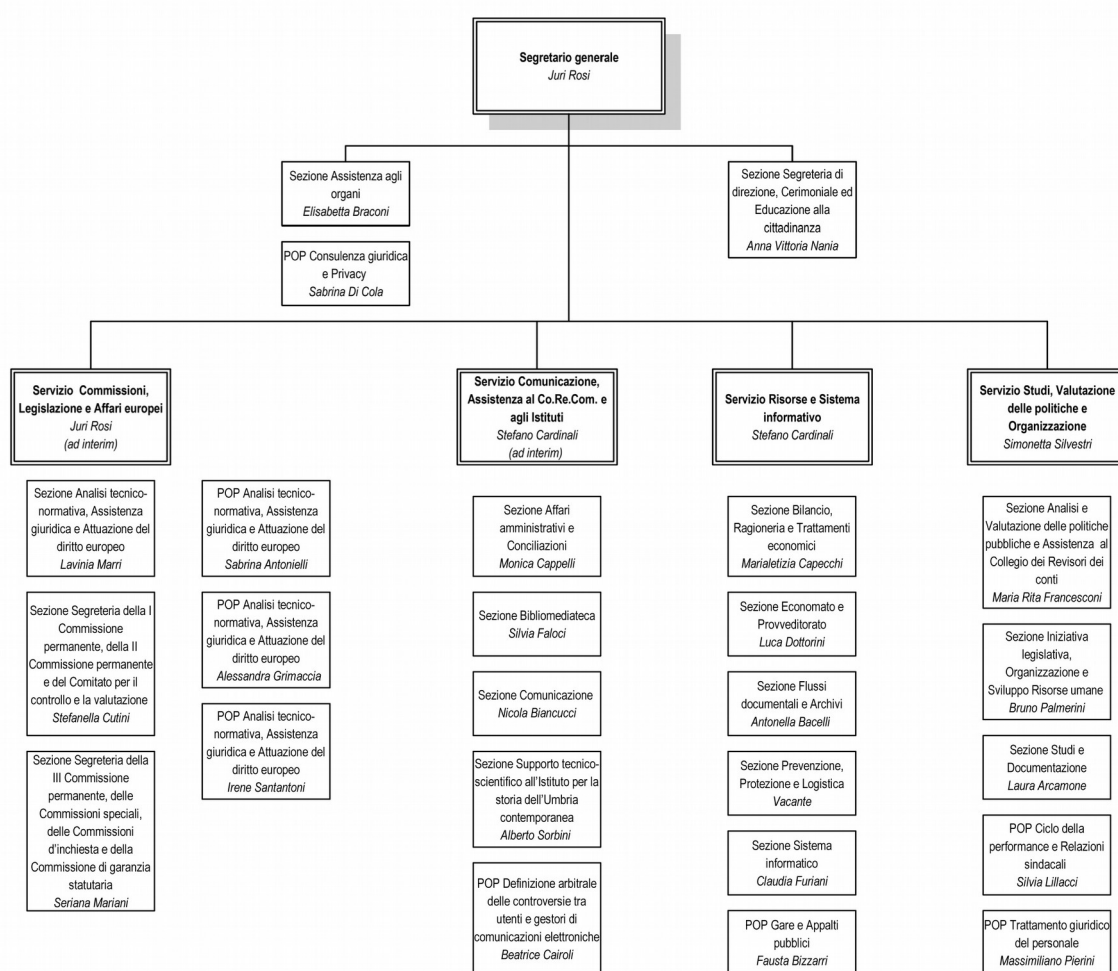 Segretario generale
Juri Rosi
Sezione Assistenza agli
organi
Elisabetta Braconi
POP Consulenza giuridica
e Privacy
Sabrina Di Cola
Sezione Segreteria di
direzione, Cerimoniale ed
Educazione alla
cittadinanza
Anna Vittoria Nania
Servizio Commissioni,
Legislazione e Affari europei
Juri Rosi
(ad interim)
Sezione Analisi tecnico-
normativa, Assistenza
giuridica e Attuazione del
diritto europeo
Lavinia Marri
Sezione Segreteria della I
Commissione
permanente, della II
Commissione permanente
e del Comitato per il
controllo e la valutazione
Stefanella Cutini
Sezione Segreteria della
III Commissione
permanente, delle
Commissioni speciali,
delle Commissioni
d'inchiesta e della
Commissione di garanzia
statutaria
Seriana Mariani
POP Analisi tecnico-
normativa, Assistenza
giuridica e Attuazione del
diritto europeo
Sabrina Antonielli
POP Analisi tecnico-
normativa, Assistenza
giuridica e Attuazione del
diritto europeo
Alessandra Grimaccia
POP Analisi tecnico-
normativa, Assistenza
giuridica e Attuazione del
diritto europeo
Irene Santantoni
Servizio Comunicazione,
Assistenza al Co.Re.Com. e
agli Istituti
Stefano Cardinali
(ad interim)
Sezione Affari
amministrativi e
Conciliazioni
Monica Cappelli
Sezione Bibliomediateca
Silvia Faloci
Sezione Comunicazione
Nicola Biancucci
Sezione Supporto tecnico-
scientifico all'Istituto per la
storia dell'Umbria
contemporanea
Alberto Sorbini
POP Definizione arbitrale
delle controversie tra
utenti e gestori di
comunicazioni elettroniche
Beatrice Cairoli
Servizio Risorse e Sistema
informativo
Stefano Cardinali
Sezione Bilancio,
Ragioneria e Trattamenti
economici
Marialetizia Capecchi
Sezione Economato e
Provveditorato
Luca Dottorini
Sezione Flussi
documentali e Archivi
Antonella Bacelli
Sezione Prevenzione,
Protezione e Logistica
Vacante
Sezione Sistema
informatico
Claudia Furiani
POP Gare e Appalti
pubblici
Fausta Bizzarri
Servizio Studi, Valutazione
delle politiche e
Organizzazione
Simonetta Silvestri
Sezione Analisi e
Valutazione delle politiche
pubbliche e Assistenza al
Collegio dei Revisori dei
conti
Maria Rita Francesconi
Sezione Iniziativa
legislativa,
Organizzazione e
Sviluppo Risorse umane
Bruno Palmerini
Sezione Studi e
Documentazione
Laura Arcamone
POP Ciclo della
performance e Relazioni
sindacali
Silvia Lillacci
POP Trattamento giuridico
del personale
Massimiliano Pierini